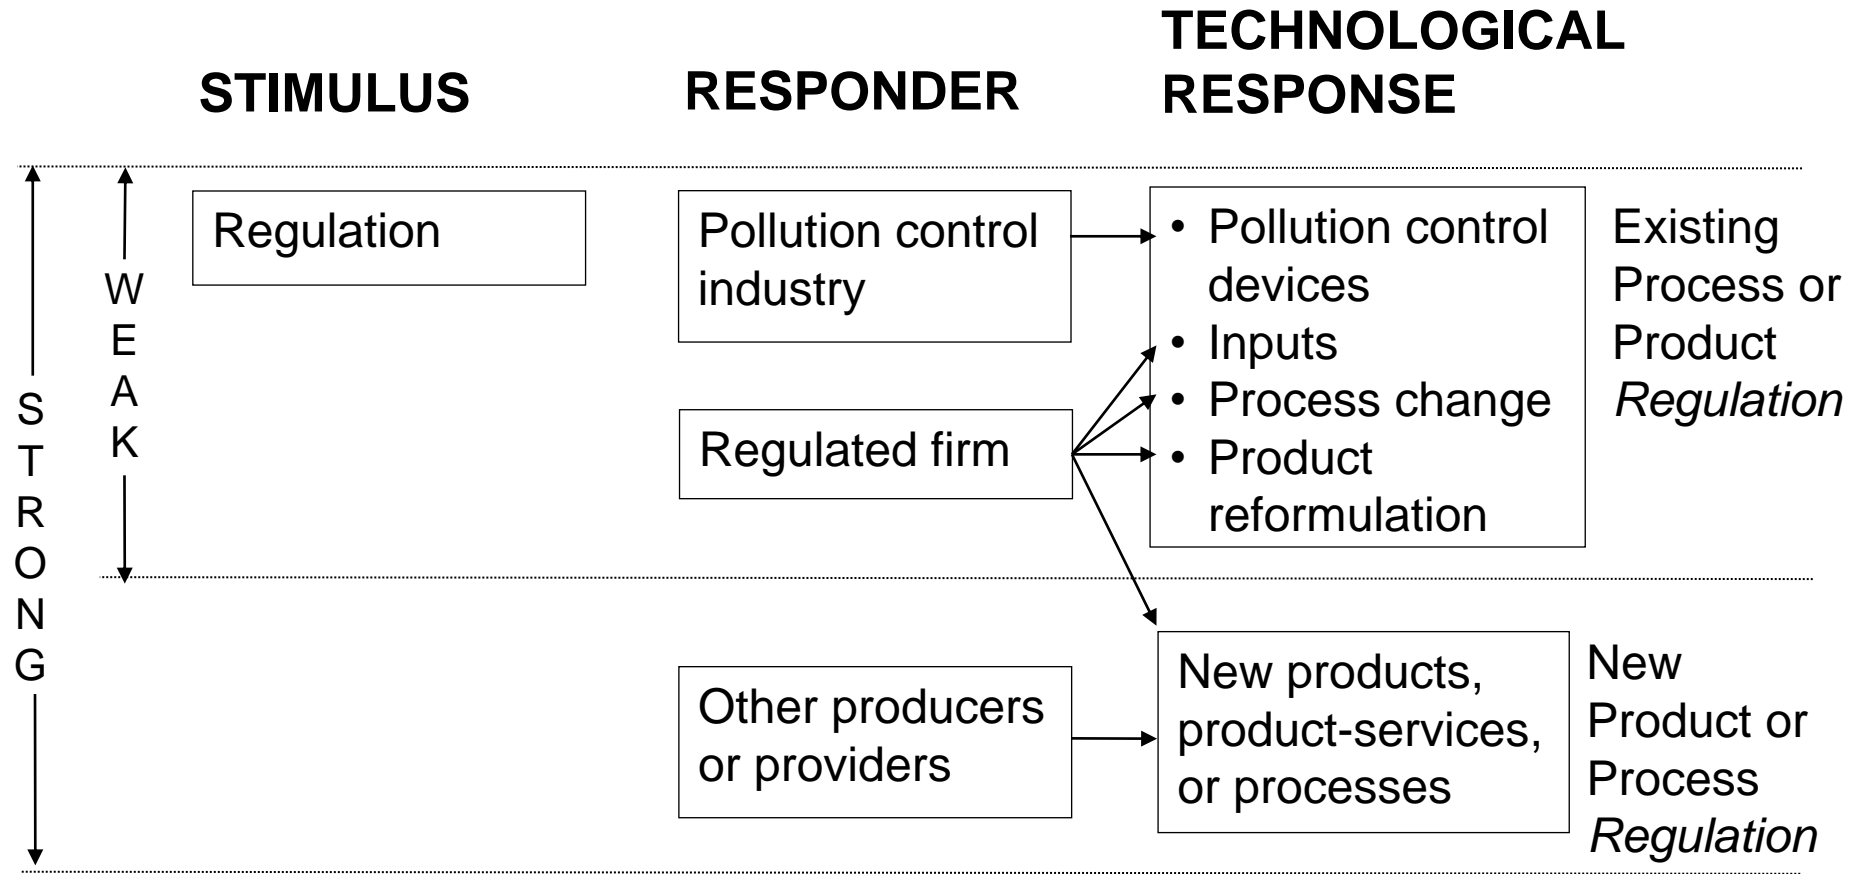 STIMULUS
RESPONDER
TECHNOLOGICAL
RESPONSE
STRONG
WEAK
Regulation
Pollution control
industry
Regulated firm
• Pollution control
devices
• Inputs
• Process change
• Product
reformulation
Existing
Process or
Product
Regulation
Other producers
or providers
New products,
product-services,
or processes
New
Product or
Process
Regulation